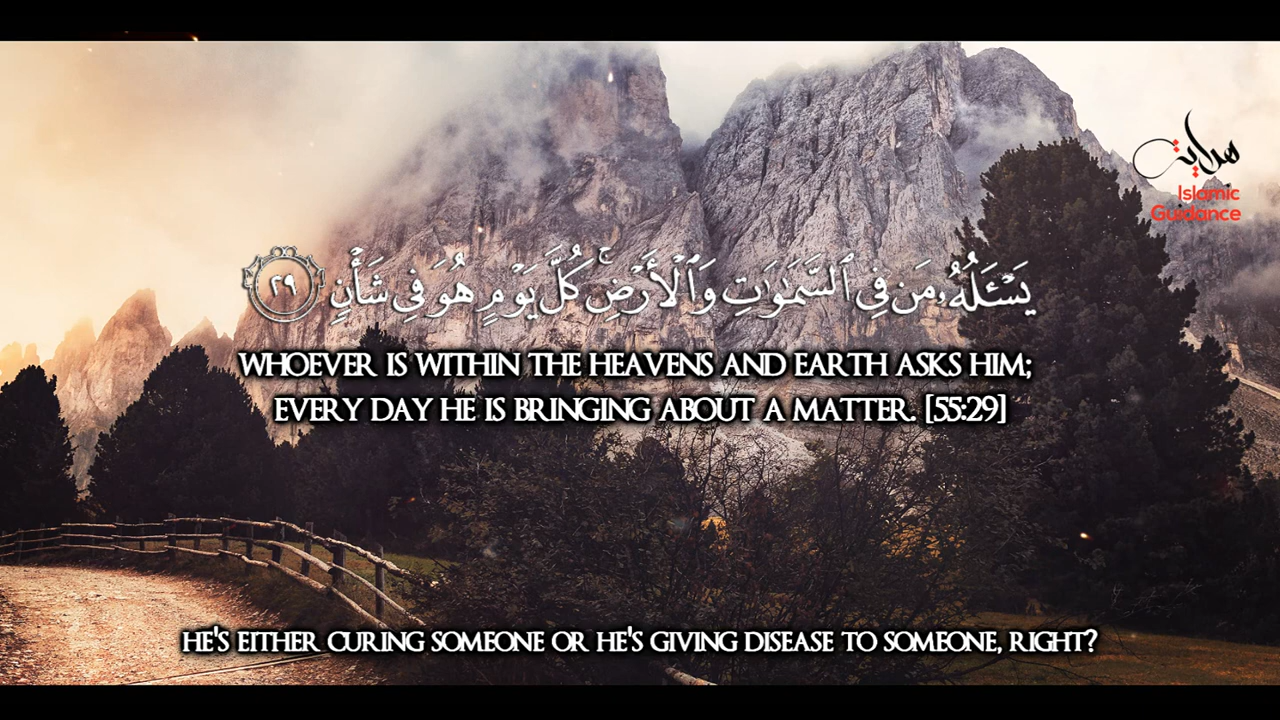 هداية
Islamic
Guidance
يَسْـَٔلُهُۥ مَن فِى ٱلسَّمَـٰوَٰتِ وَٱلْأَرْضِ ۚ كُلَّ يَوْمٍ هُوَ فِى شَأْنٍ ٢٩
WHOEVER IS WITHIN THE HEAVENS AND EARTH ASKS HIM;
EVERY DAY HE IS BRINGING ABOUT A MATTER. [55:29]
HE'S EITHER CURING SOMEONE OR HE'S GIVING DISEASE TO SOMEONE, RIGHT?